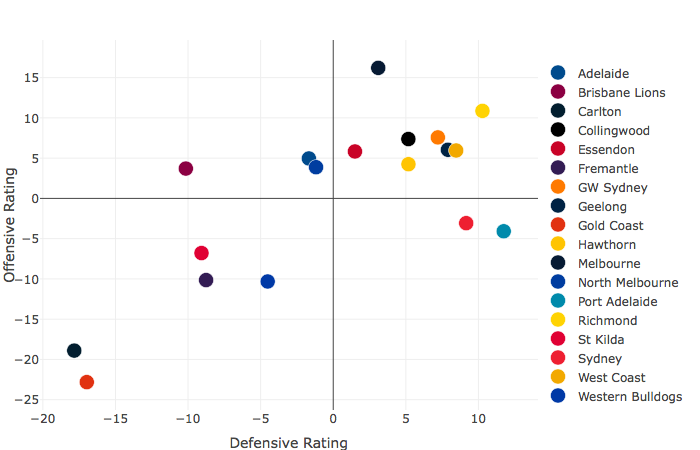 15
10
5
0
−5
−10
−15
−20
−25
Offensive Rating
−20 −15 −10 −5 0 5 10
Defensive Rating
Adelaide
Brisbane Lions
Carlton
Collingwood
Essendon
Fremantle
GW Sydney
Geelong
Gold Coast
Hawthorn
Melbourne
North Melbourne
Port Adelaide
Richmond
St Kilda
Sydney
West Coast
Western Bulldogs